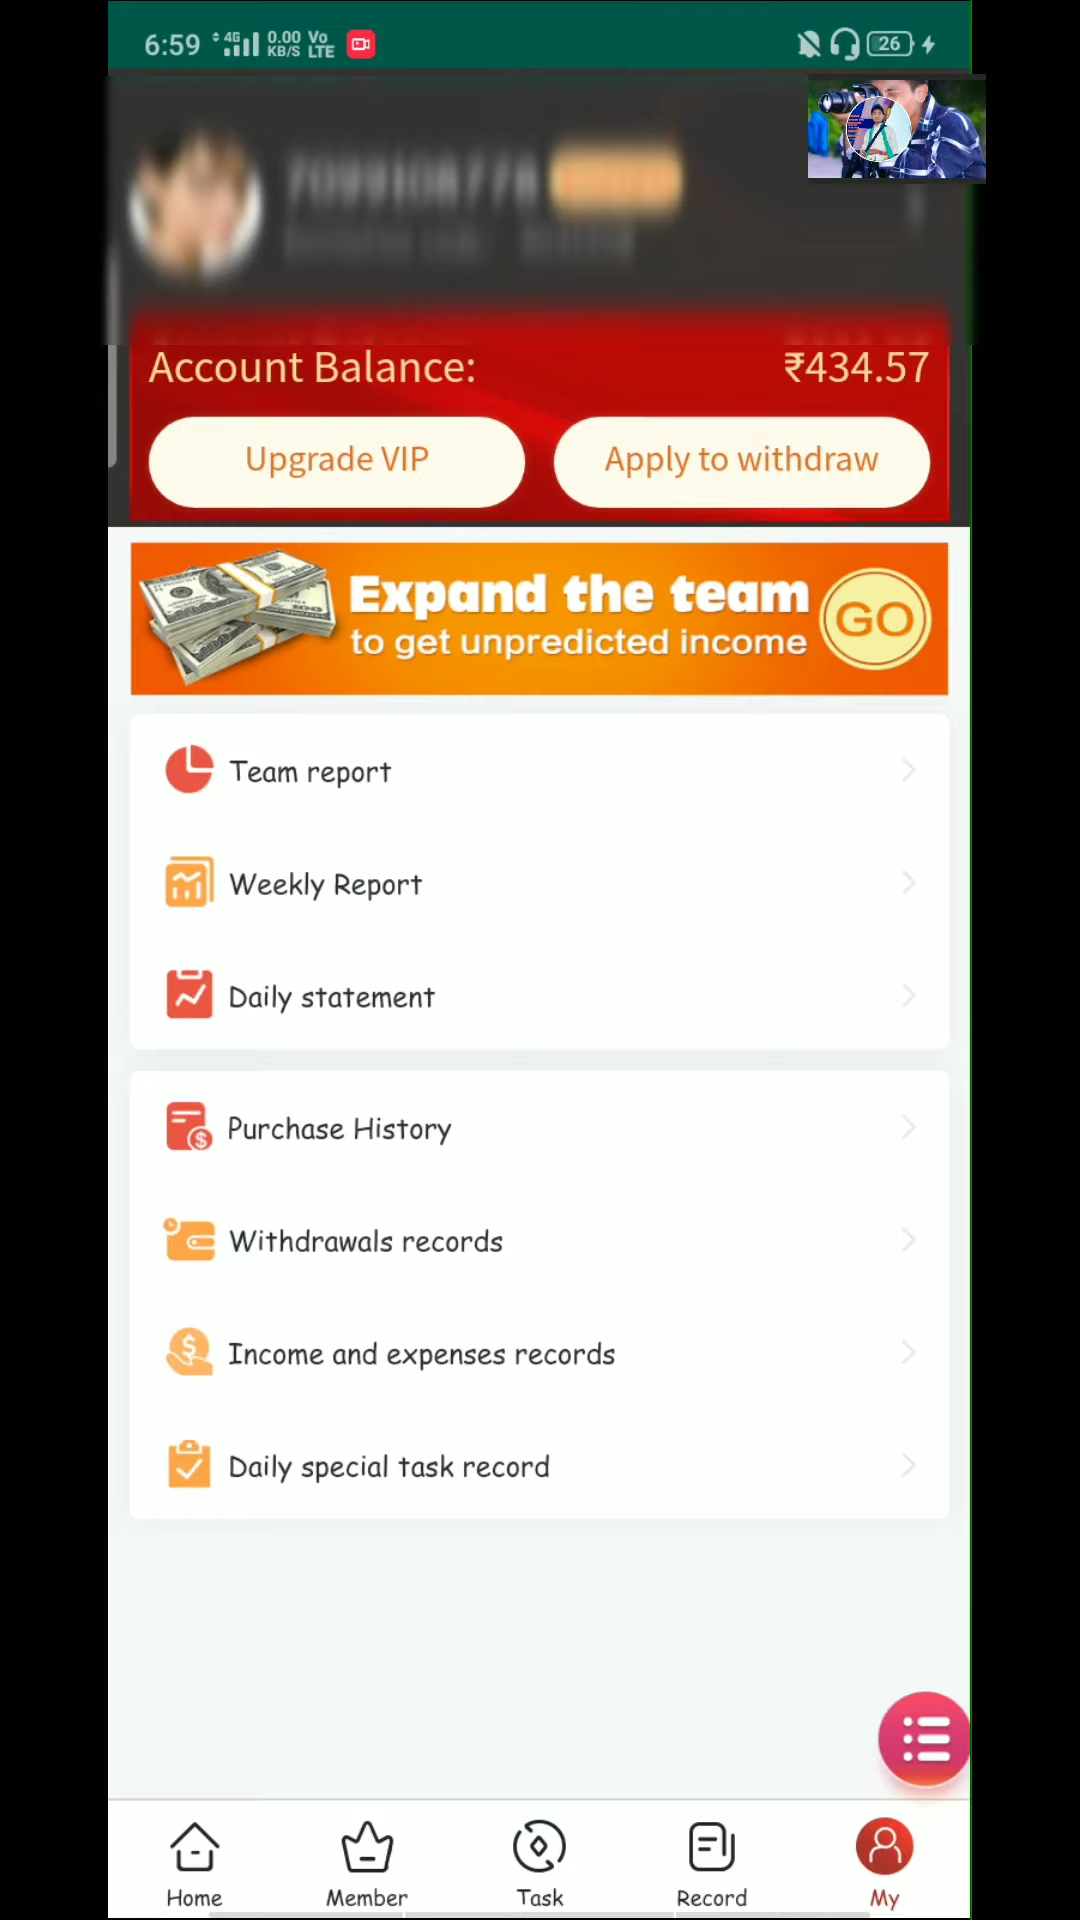 6:59 4G 0.00 KB/S Vo LTE 26
Account Balance: ₹434.57
Upgrade VIP Apply to withdraw
Expand the team
to get unpredicted income
GO
Team report
Weekly Report
Daily statement
Purchase History
Withdrawals records
Income and expenses records
Daily special task record
Home Member Task Record My